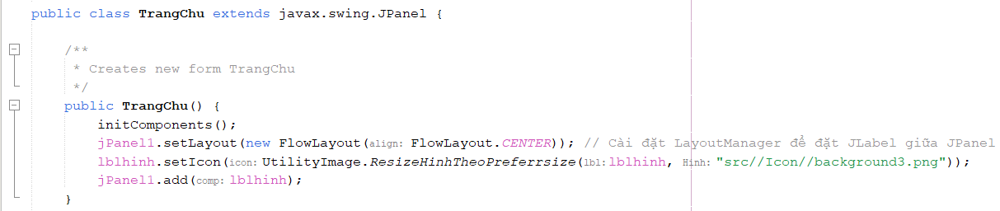 public class TrangChu extends javax.swing.JPanel {
/**
* Creates new form TrangChu
*/
public TrangChu() {
initComponents();
jPanel1.setLayout(new FlowLayout(align: FlowLayout.CENTER)); // Cài đặt LayoutManager để đặt JLabel giữa JPanel
lblhinh.setIcon(icon: UtilityImage.ResizeHinhTheoPreferrsize(lbl: lblhinh, Hinh: "src//Icon//background3.png"));
jPanel1.add(comp: lblhinh);
}